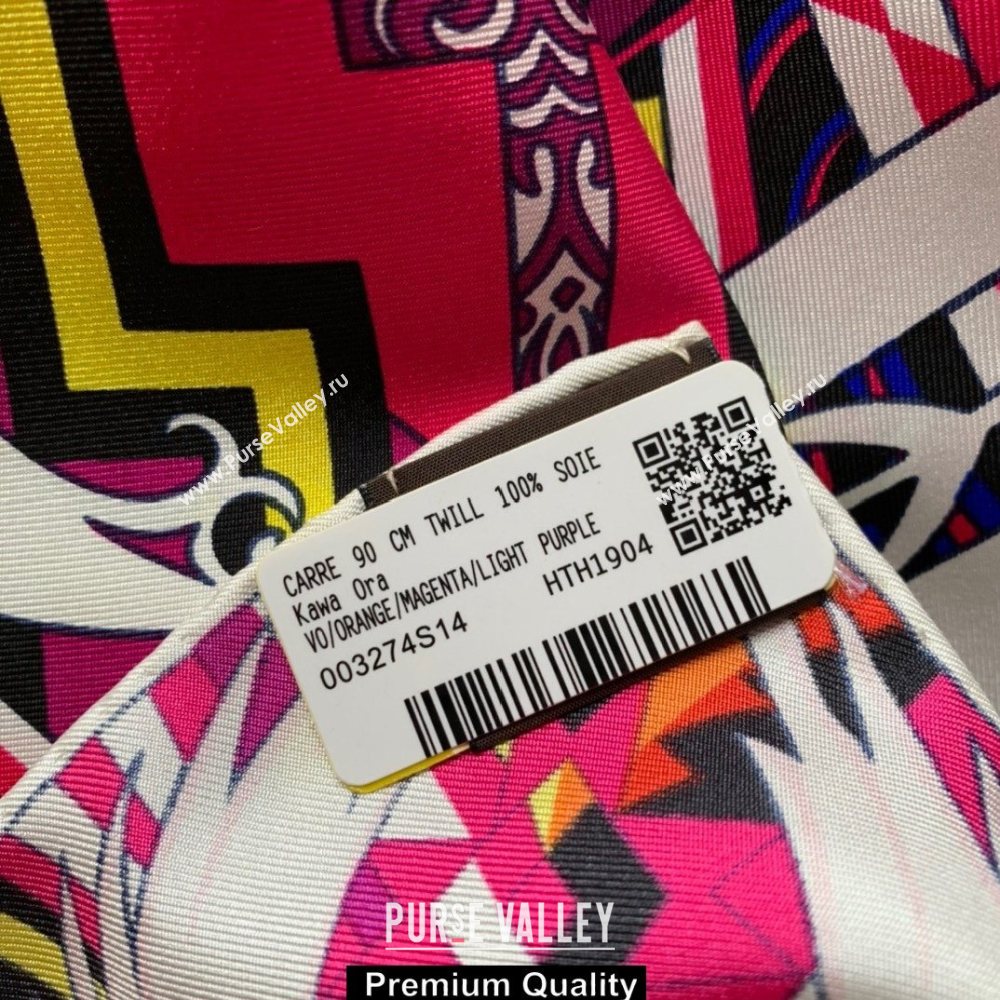 CARRE 90 CM TWILL 100% SOIE
Kawa Ora
VO/ORANGE/MAGENTA/LIGHT PURPLE
003274S14 HTH1904
www.PurseValley.ru
www.PurseValley.ru
PURSE VALLEY
Premium Quality